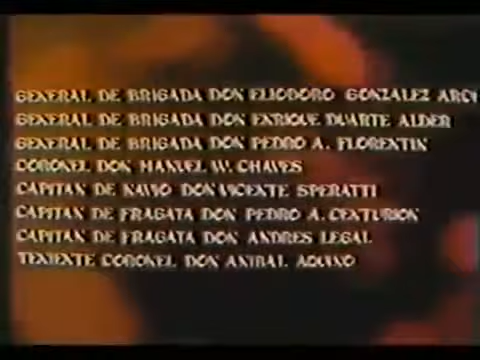 GENERAL DE BRIGADA DON ELIODORO GONZALEZ
GENERAL DE BRIGADA DON ENRIQUE DUARTE ALDER
GENERAL DE BRIGADA DON PEDRO A. FLORENTIN
CORONEL DON MANUEL W. CHAVES
CAPITAN DE NAVIO DON VICENTE SPERATTI
CAPITAN DE FRAGATA DON PEDRO A. CENTURION
CAPITAN DE FRAGATA DON ANDRES LEGAL
TENIENTE CORONEL DON ANIBAL AQUINO